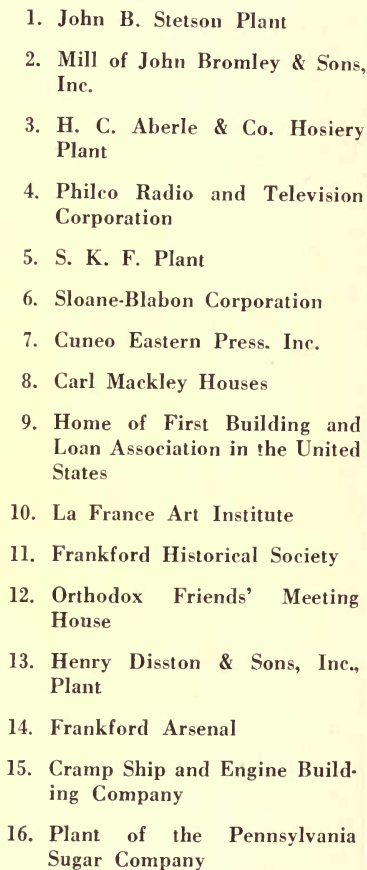 1. John B. Stetson Plant
2. Mill of John Bromley & Sons,
Inc.
3. H. C. Aberle & Co. Hosiery
Plant
4. Philco Radio and Television
Corporation
5. S. K. F. Plant
6. Sloane-Blabon Corporation
7. Cuneo Eastern Press. Inc.
8. Carl Mackley Houses
9. Home of First Building and
Loan Association in the United
States
10. La France Art Institute
11. Frankford Historical Society
12. Orthodox Friends' Meeting
House
13. Henry Disston & Sons, Inc.,
Plant
14. Frankford Arsenal
15. Cramp Ship and Engine Build-
ing Company
16. Plant of the Pennsylvania
Sugar Company